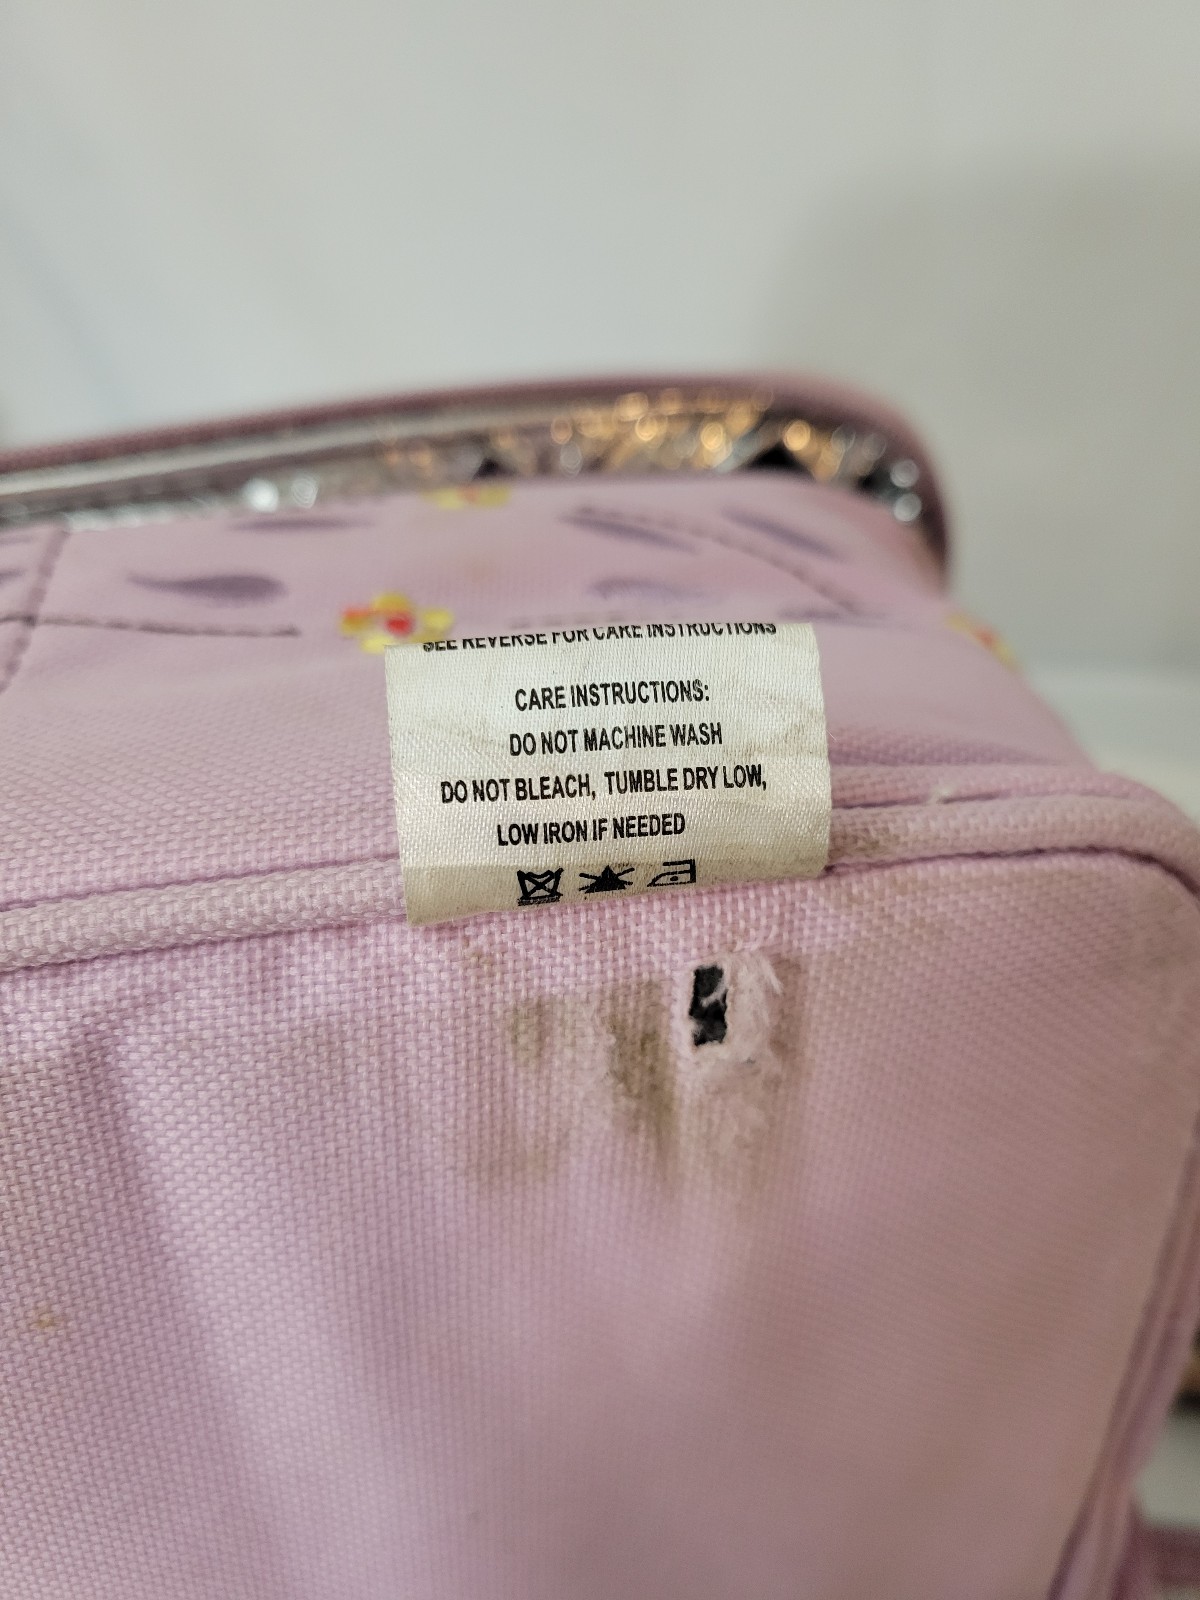 SEE REVERSE FOR CARE INSTRUCTIONS
CARE INSTRUCTIONS:
DO NOT MACHINE WASH
DO NOT BLEACH, TUMBLE DRY LOW,
LOW IRON IF NEEDED